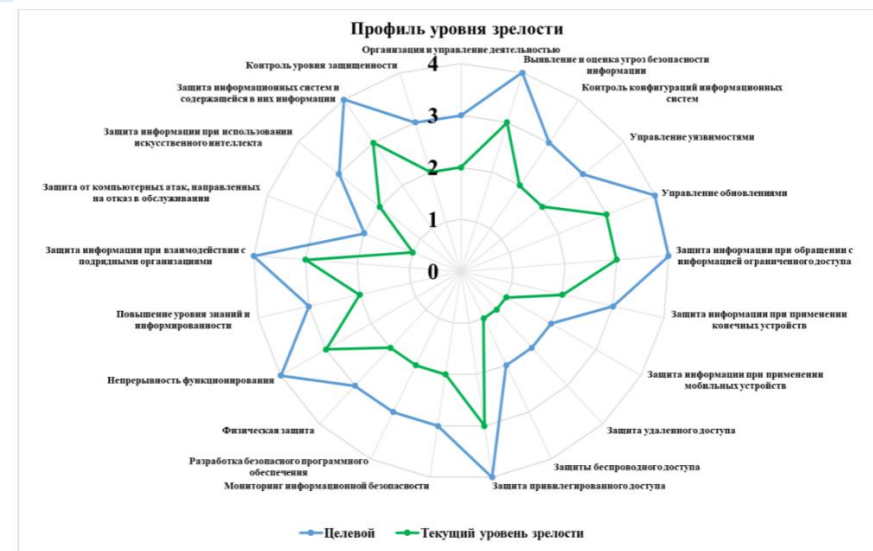 Профиль уровня зрелости
Организация и управление деятельностью
Выявление и оценка угроз безопасности
информации
Контроль конфигураций информационных
систем
Управление уязвимостями
Управление обновлениями
Защита информации при обращении с
информацией ограниченного доступа
Защита информации при применении
конечных устройств
Защита информации при применении
мобильных устройств
Защита удаленного доступа
Защиты беспроводного доступа
Защита привилегированного доступа
Мониторинг информационной безопасности
Разработка безопасного программного
обеспечения
Физическая защита
Непрерывность функционирования
Повышение уровня знаний и
информированности
Защита информации при взаимодействии с
подрядными организациями
Защита от компьютерных атак, направленных
на отказ в обслуживании
Защита информации при использовании
искусственного интеллекта
Защита информационных систем и
содержащейся в них информации
Контроль уровня защищенности
4
3
2
1
0
Целевой
Текущий уровень зрелости